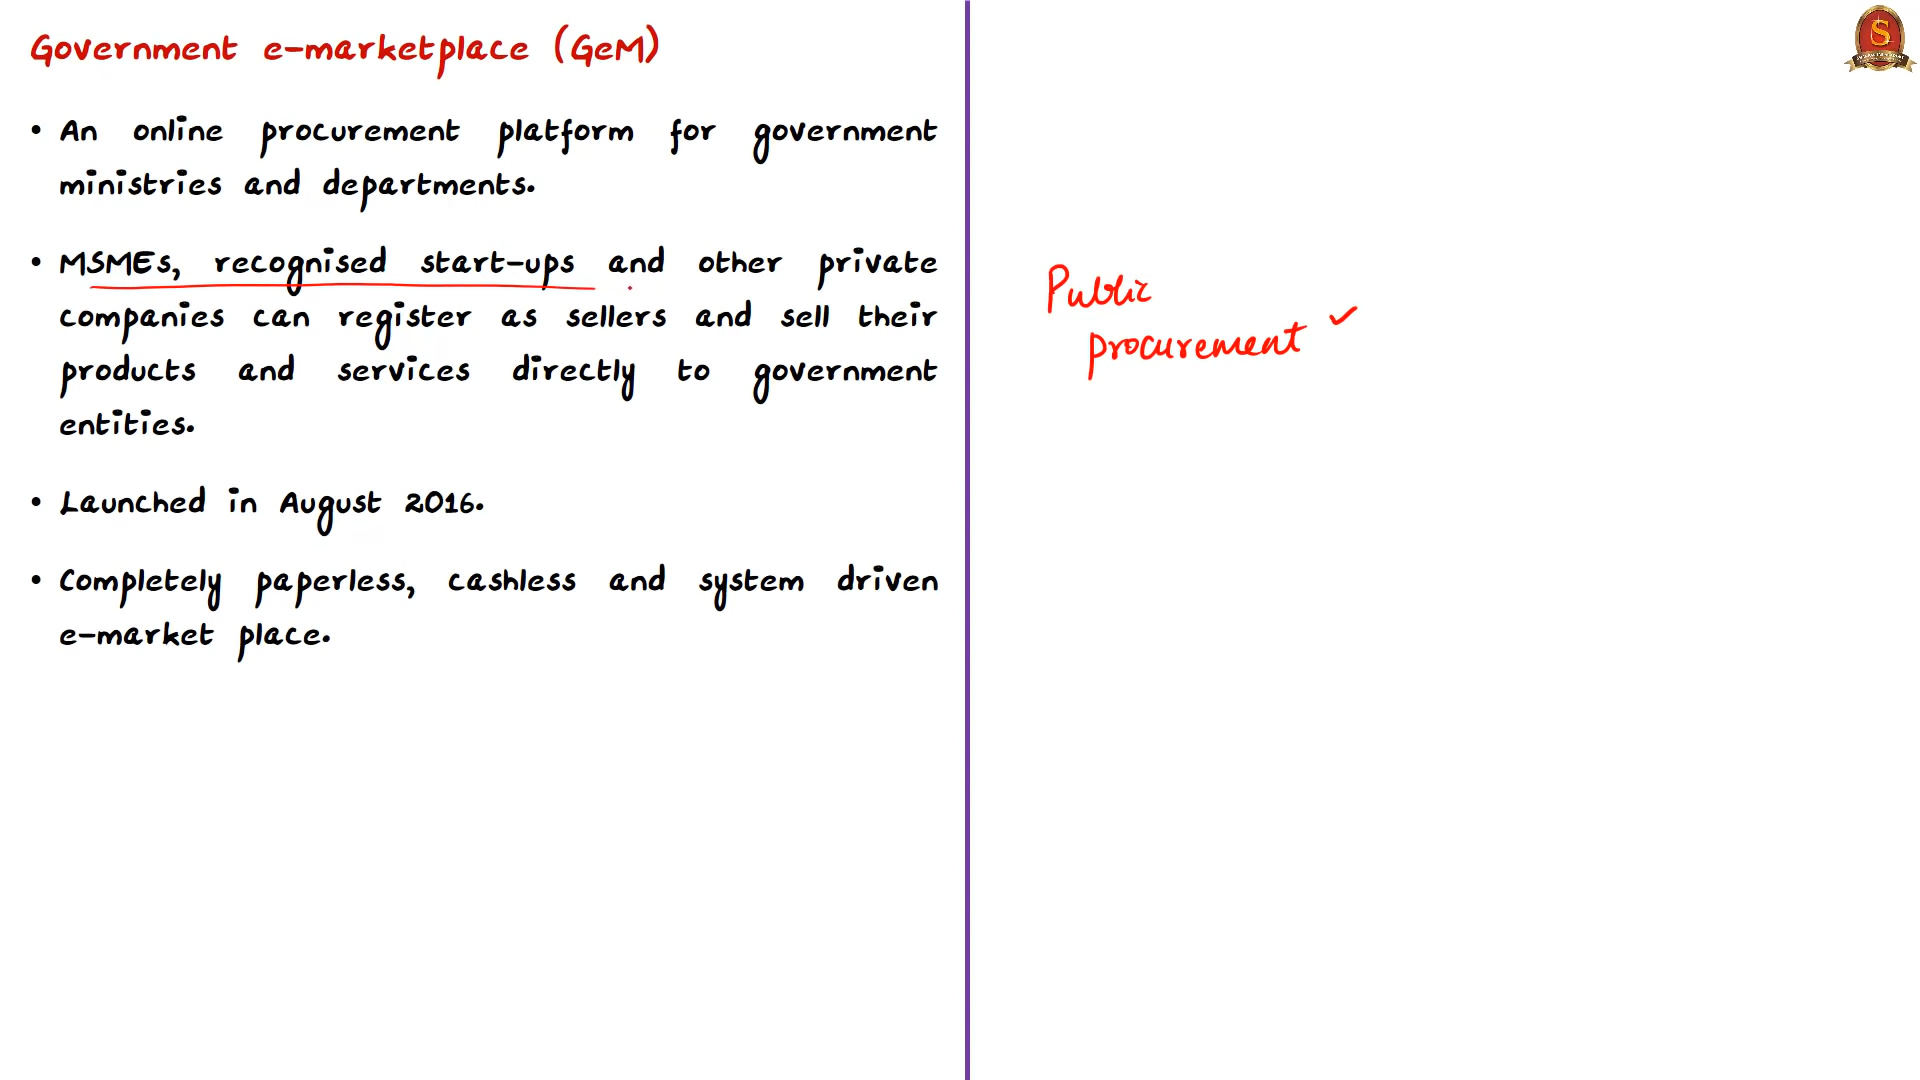 Government e-marketplace (GeM)
• An online procurement platform for government
ministries and departments.
• MSMEs, recognised start-ups and other private
companies can register as sellers and sell their
products and services directly to government
entities.
• Launched in August 2016.
• Completely paperless, cashless and system driven
e-market place.
Public
procurement ✓
S